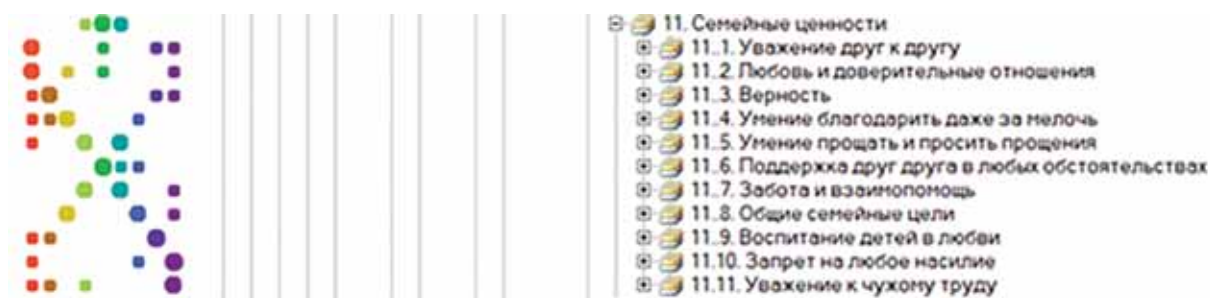 11. Семейные ценности
11..1. Уважение друг к другу
11..2. Любовь и доверительные отношения
11..3. Верность
11..4. Умение благодарить даже за мелочь
11..5. Умение прощать и просить прощения
11..6. Поддержка друг друга в любых обстоятельствах
11..7. Забота и взаимопомощь
11..8. Общие семейные цели
11..9. Воспитание детей в любви
11.10. Запрет на любое насилие
11.11. Уважение к чужому труду